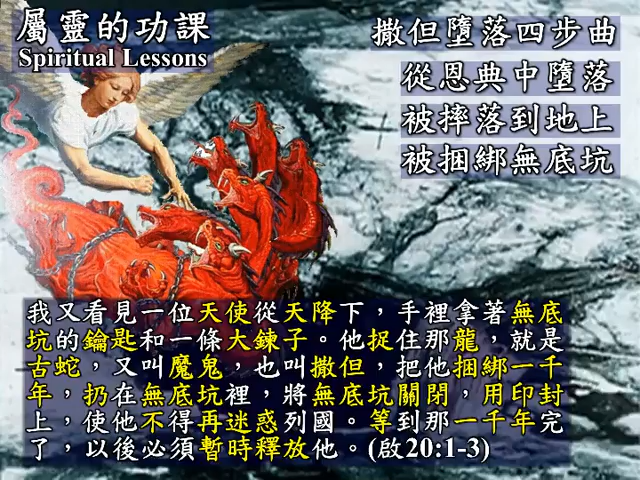 屬靈的功課
Spiritual Lessons
撒但墮落四步曲
從恩典中墮落
被摔落到地上
被捆綁無底坑
我又看見一位天使從天降下，手裡拿著無底
坑的鑰匙和一條大鍊子。他捉住那龍，就是
古蛇，又叫魔鬼，也叫撒但，把他捆綁一千
年，扔在無底坑裡，將無底坑關閉，用印封
上，使他不得再迷惑列國。等到那一千年完
了，以後必須暫時釋放他。(啟20:1-3)